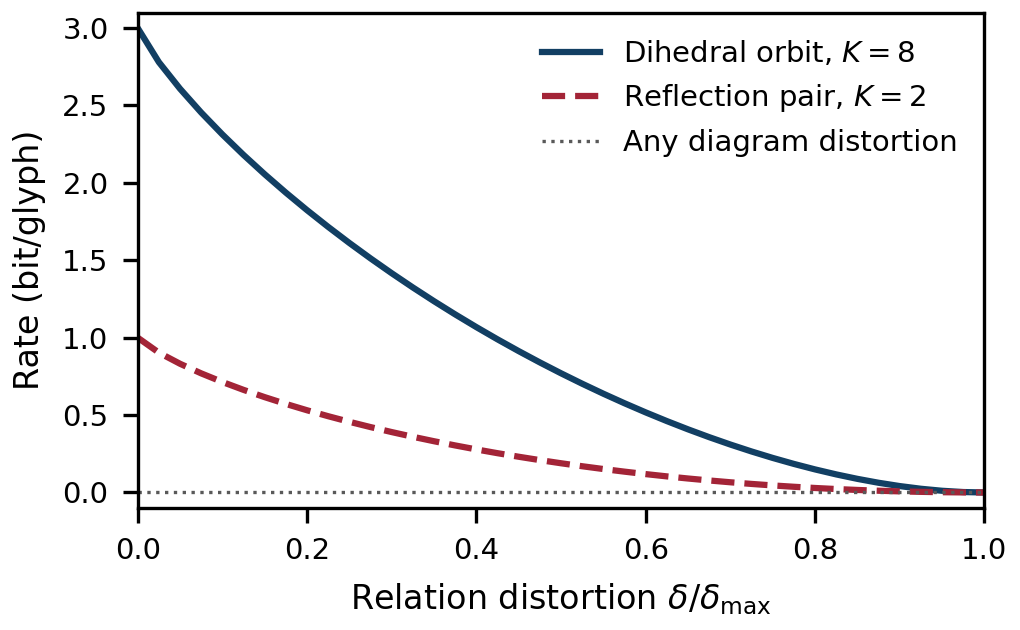 3.0
2.5
2.0
1.5
1.0
0.5
0.0
Rate (bit/glyph)
Dihedral orbit, K = 8
Reflection pair, K = 2
Any diagram distortion
0.0 0.2 0.4 0.6 0.8 1.0
Relation distortion δ/δmax